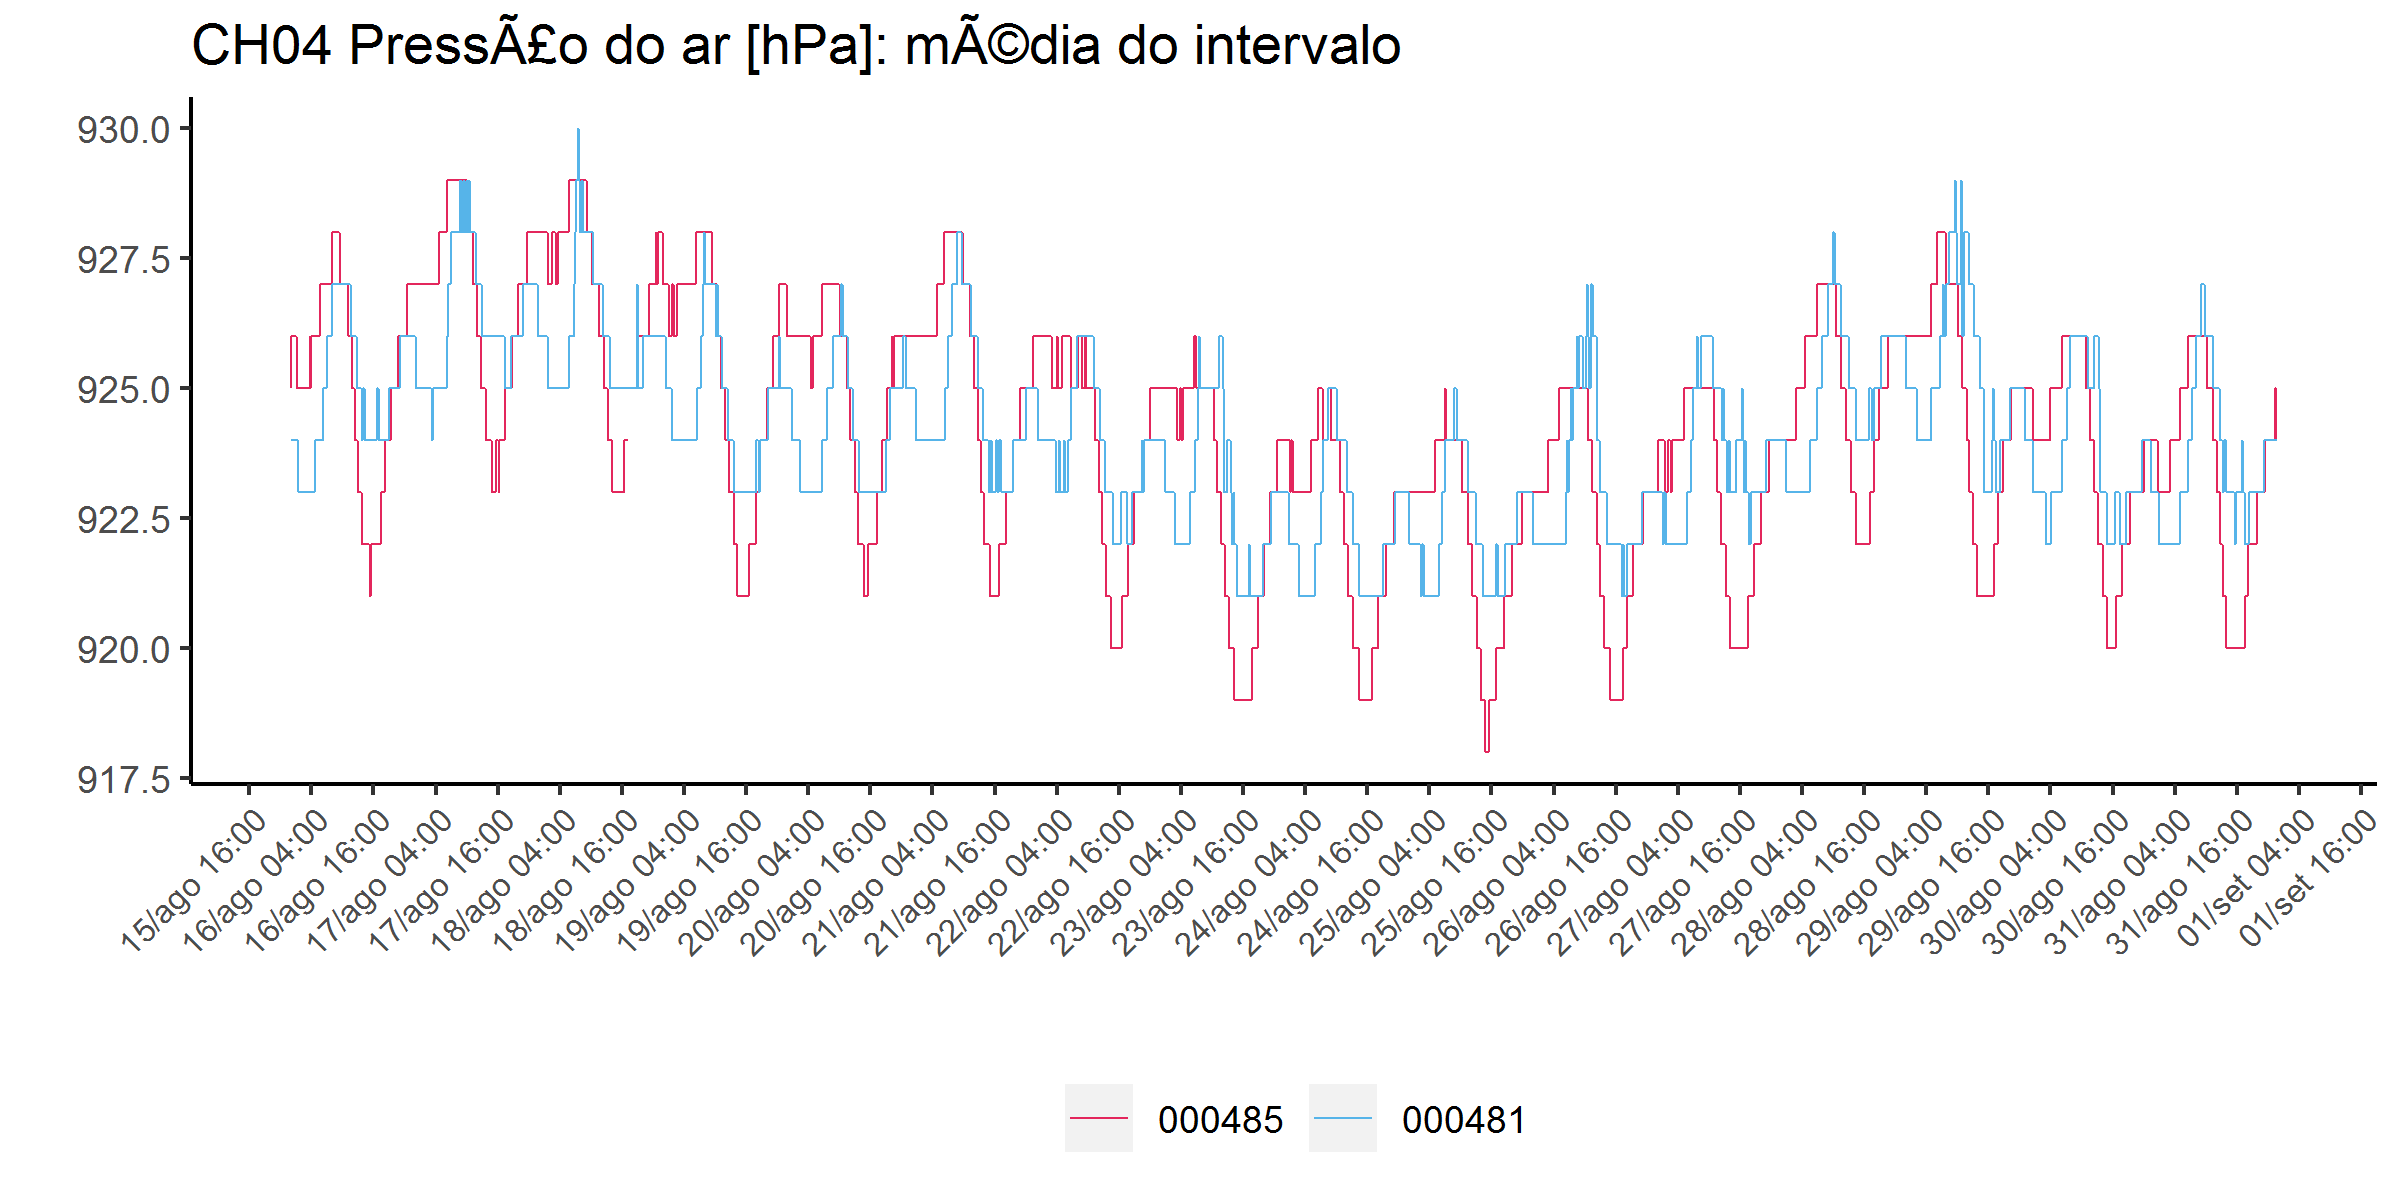 CH04 PressÃ£o do ar [hPa]: mÃ©dia do intervalo
930.0
927.5
925.0
922.5
920.0
917.5
15/ago 16:00
16/ago 04:00
16/ago 16:00
17/ago 04:00
17/ago 16:00
18/ago 04:00
18/ago 16:00
19/ago 04:00
19/ago 16:00
20/ago 04:00
20/ago 16:00
21/ago 04:00
21/ago 16:00
22/ago 04:00
22/ago 16:00
23/ago 04:00
23/ago 16:00
24/ago 04:00
24/ago 16:00
25/ago 04:00
25/ago 16:00
26/ago 04:00
26/ago 16:00
27/ago 04:00
27/ago 16:00
28/ago 04:00
28/ago 16:00
29/ago 04:00
29/ago 16:00
30/ago 04:00
30/ago 16:00
31/ago 04:00
31/ago 16:00
01/set 04:00
01/set 16:00
000485
000481